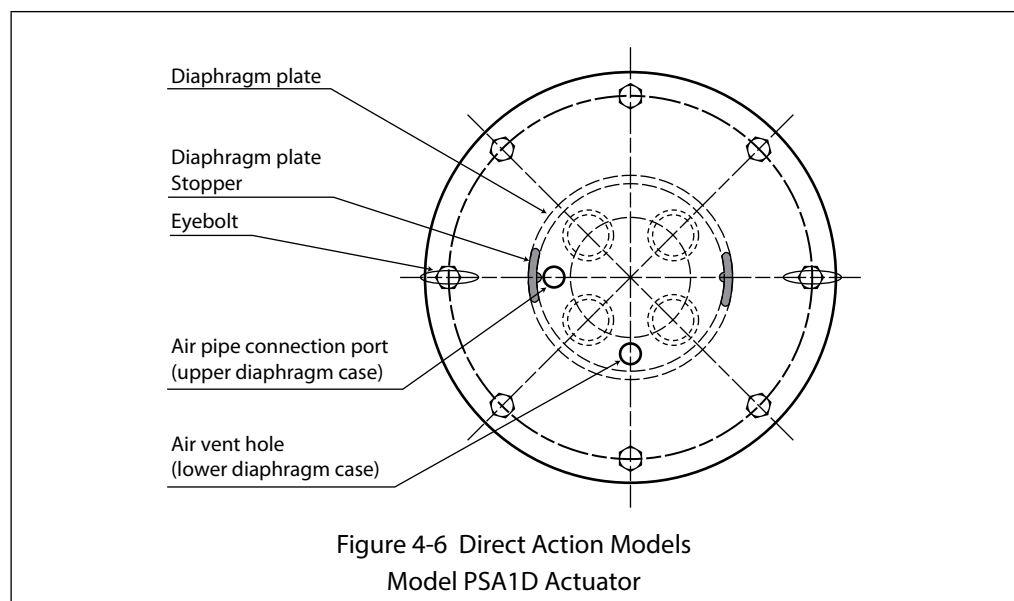 Diaphragm plate
Diaphragm plate
Stopper
Eyebolt
Air pipe connection port
(upper diaphragm case)
Air vent hole
(lower diaphragm case)
Figure 4-6 Direct Action Models
Model PSA1D Actuator